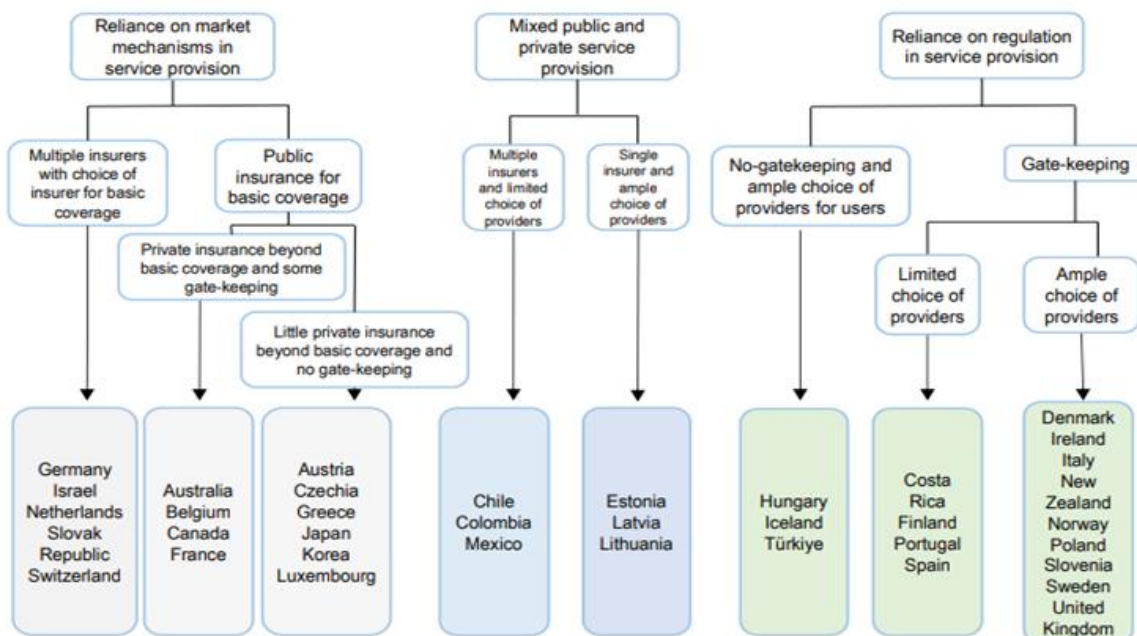 Reliance on market
mechanisms in
service provision
Mixed public and
private service
provision
Reliance on regulation
in service provision
Multiple insurers
with choice of
insurer for basic
coverage
Public
insurance for
basic coverage
Multiple
insurers
and limited
choice of
providers
Single
insurer and
ample
choice of
providers
No-gatekeeping and
ample choice of
providers for users
Gate-keeping
Private insurance beyond
basic coverage and some
gate-keeping
Limited
choice of
providers
Ample
choice of
providers
Little private insurance
beyond basic coverage and
no gate-keeping
Germany
Israel
Netherlands
Slovak
Republic
Switzerland
Australia
Belgium
Canada
France
Austria
Czechia
Greece
Japan
Korea
Luxembourg
Chile
Colombia
Mexico
Estonia
Latvia
Lithuania
Hungary
Iceland
Türkiye
Costa
Rica
Finland
Portugal
Spain
Denmark
Ireland
Italy
New
Zealand
Norway
Poland
Slovenia
Sweden
United
Kingdom